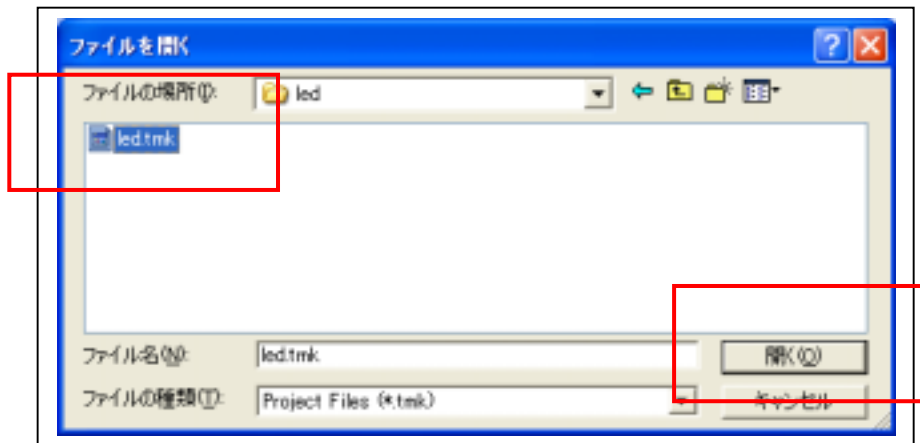 ファイルを開く
ファイルの場所(I): led
led.tmk
ファイル名(N): led.tmk 開く(O)
ファイルの種類(T): Project Files (*.tmk) キャンセル